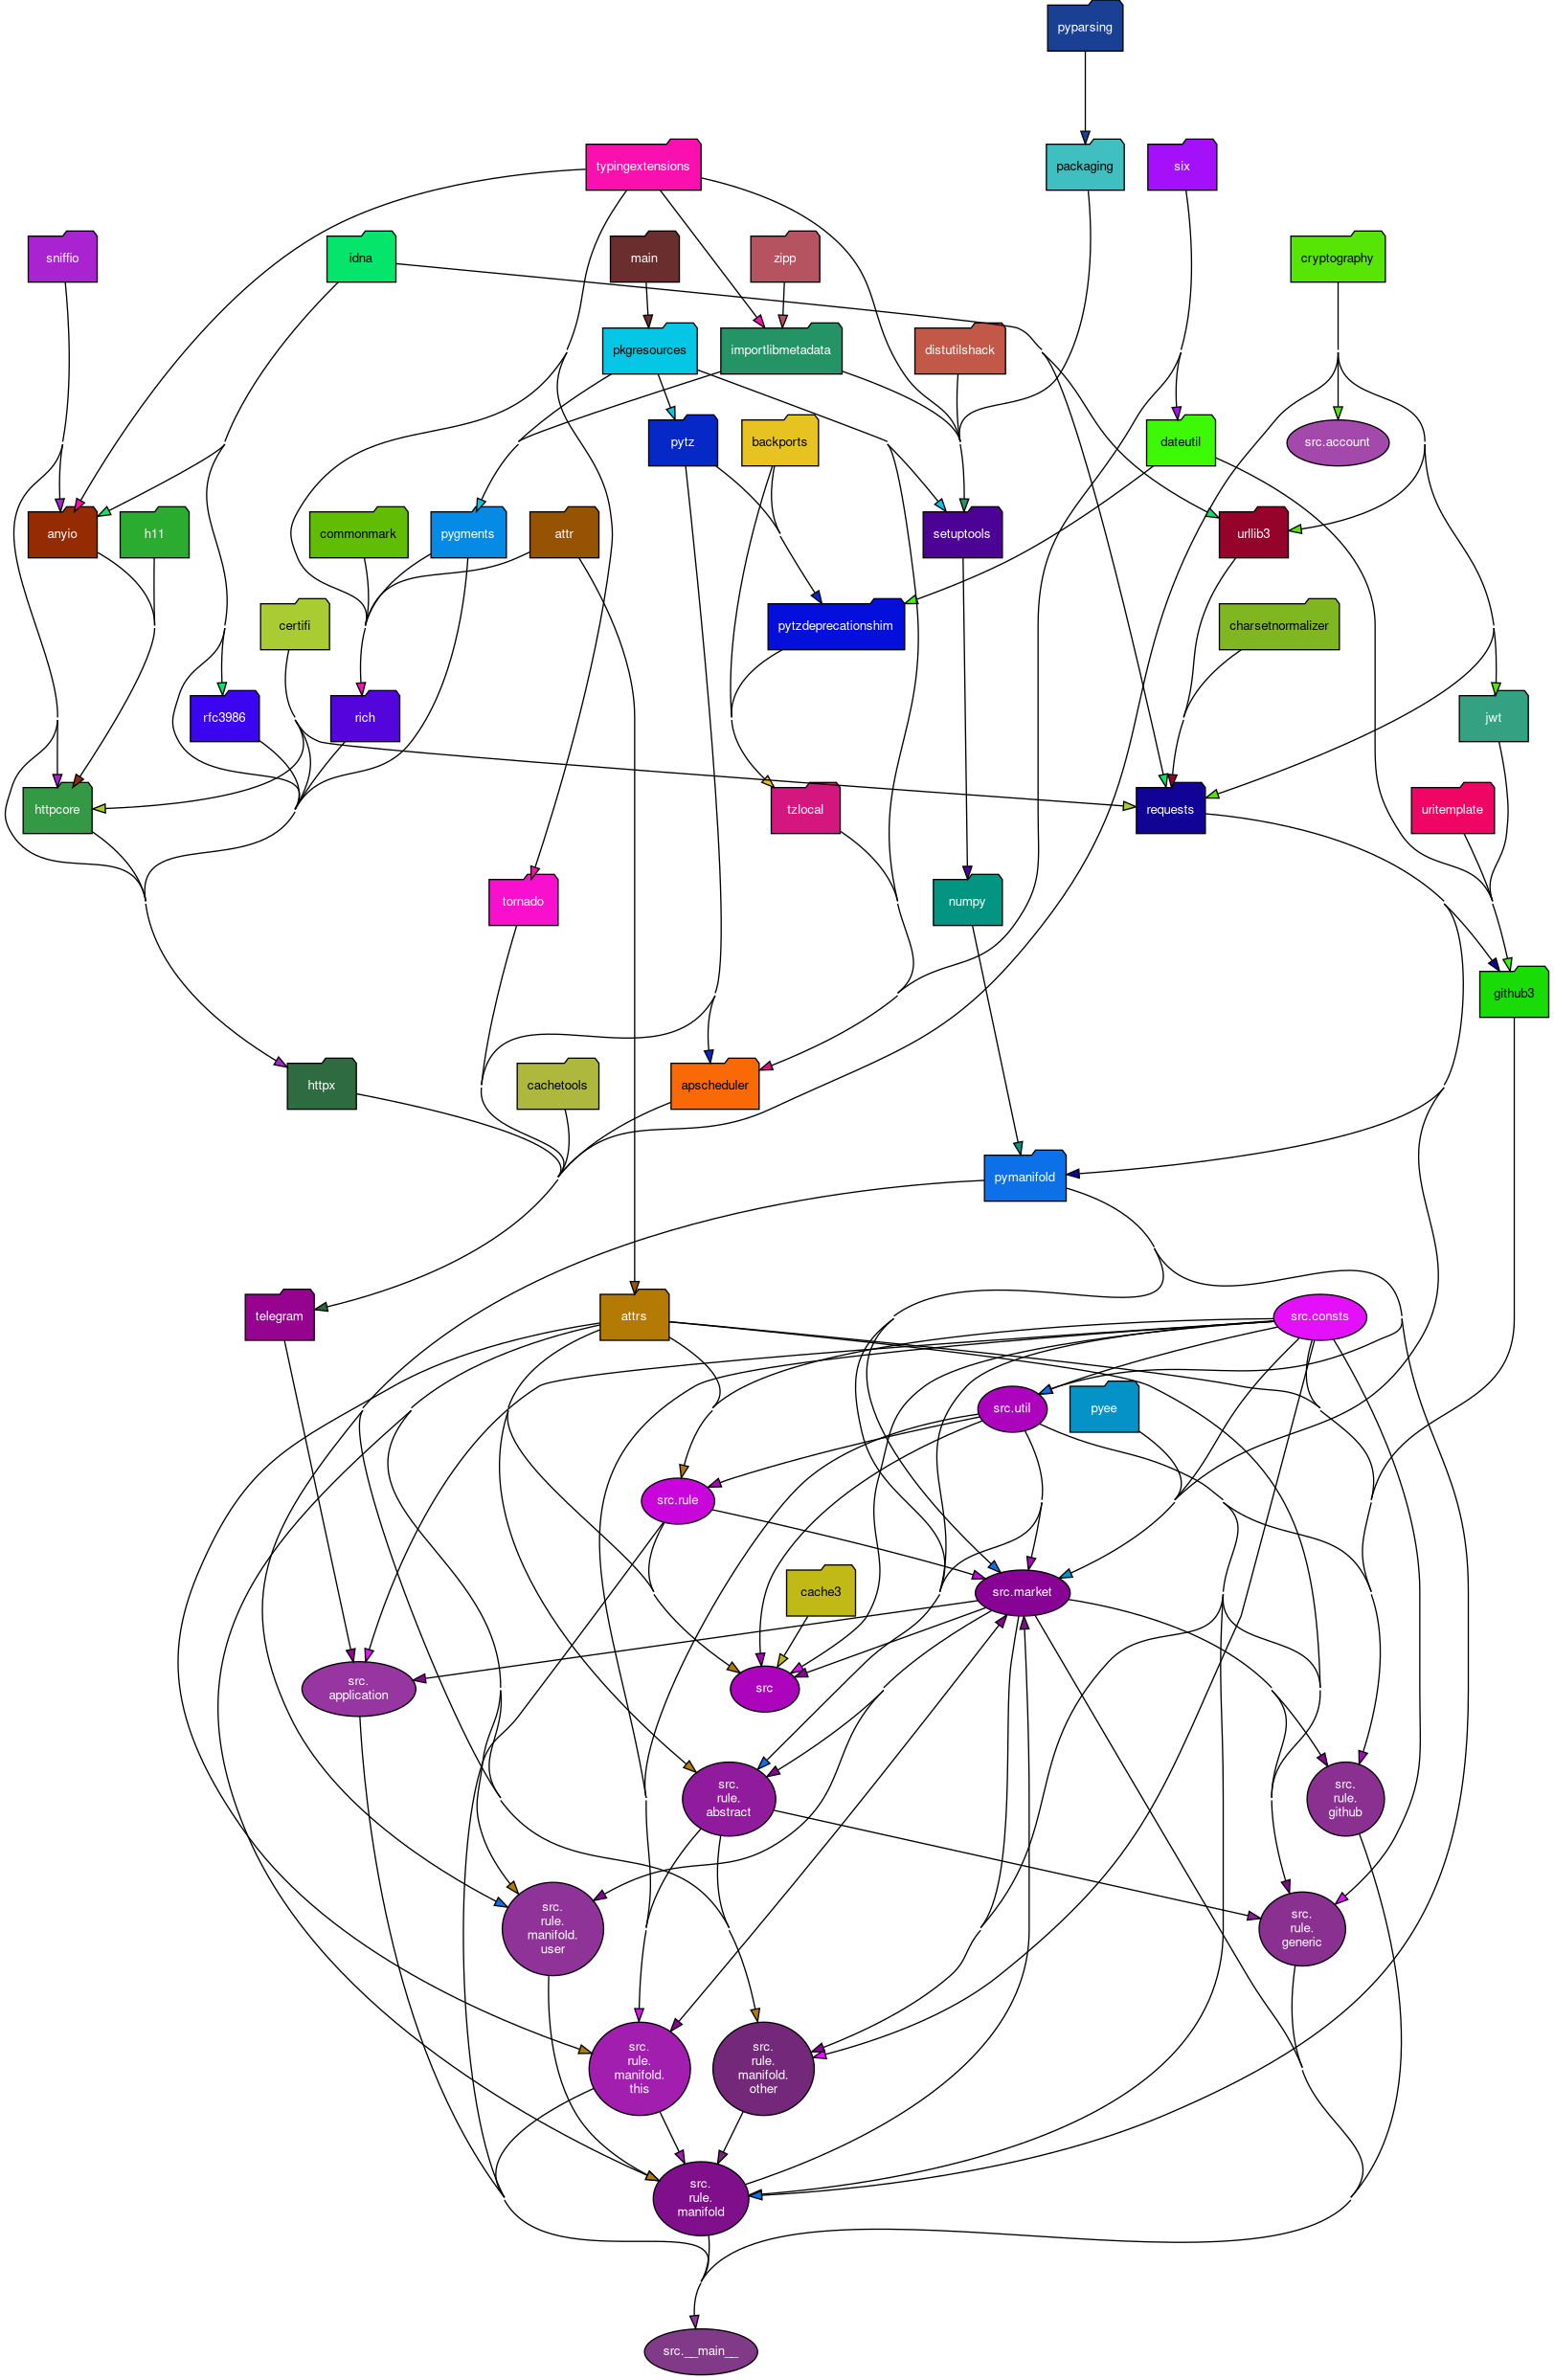 pyparsing
typingextensions
packaging
six
sniffio
idna
main
zipp
cryptography
pkgresources
importlibmetadata
distutilshack
pytz
backports
dateutil
src.account
anyio
h11
commonmark
pygments
attr
setuptools
urllib3
certifi
pytzdeprecationshim
charsetnormalizer
rfc3986
rich
jwt
httpcore
tzlocal
requests
uritemplate
tornado
numpy
github3
httpx
cachetools
apscheduler
pymanifold
telegram
attrs
src.consts
src.util
pyee
src.rule
cache3
src.market
src.
application
src
src.
rule.
abstract
src.
rule.
github
src.
rule.
manifold.
user
src.
rule.
generic
src.
rule.
manifold.
this
src.
rule.
manifold.
other
src.
rule.
manifold
src.__main__